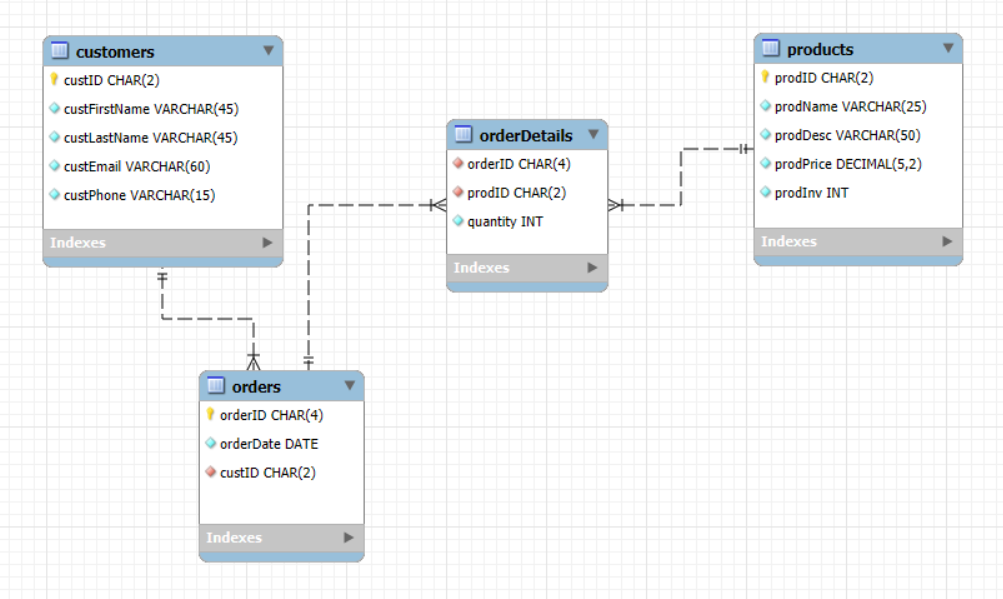 customers
custID CHAR(2)
custFirstName VARCHAR(45)
custLastName VARCHAR(45)
custEmail VARCHAR(60)
custPhone VARCHAR(15)
Indexes
orderDetails
orderID CHAR(4)
prodID CHAR(2)
quantity INT
Indexes
products
prodID CHAR(2)
prodName VARCHAR(25)
prodDesc VARCHAR(50)
prodPrice DECIMAL(5,2)
prodInv INT
Indexes
orders
orderID CHAR(4)
orderDate DATE
custID CHAR(2)
Indexes